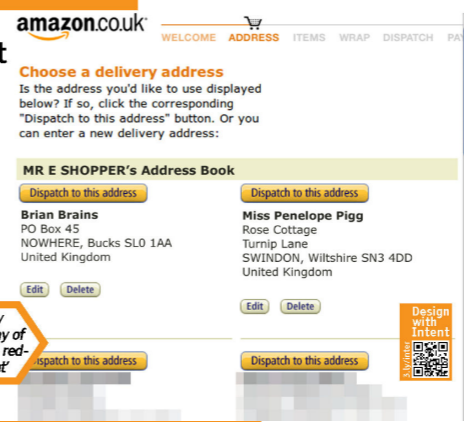 amazon.co.uk
WELCOME ADDRESS ITEMS WRAP DISPATCH
Choose a delivery address
Is the address you'd like to use displayed
below? If so, click the corresponding
"Dispatch to this address" button. Or you
can enter a new delivery address:
MR E SHOPPER's Address Book
Dispatch to this address
Brian Brains
PO Box 45
NOWHERE, Bucks SL0 1AA
United Kingdom
Edit Delete
Dispatch to this address
Miss Penelope Pigg
Rose Cottage
Turnip Lane
SWINDON, Wiltshire SN3 4DD
United Kingdom
Edit Delete
Design
with
Intent
of
red-
Dispatch to this address
Dispatch to this address